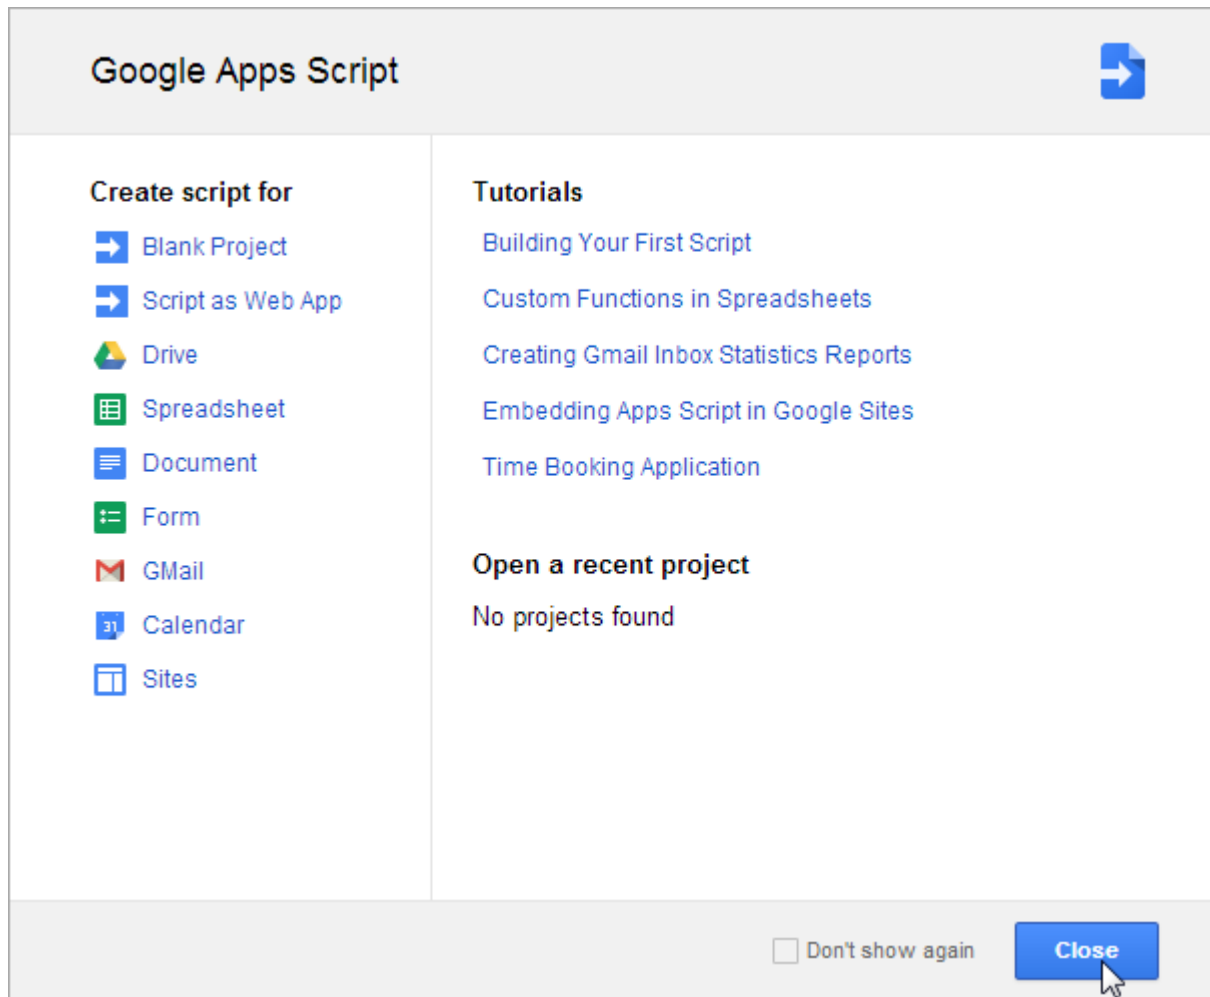 Google Apps Script
Create script for
Blank Project
Script as Web App
Drive
Spreadsheet
Document
Form
GMail
31
Calendar
Sites
Tutorials
Building Your First Script
Custom Functions in Spreadsheets
Creating Gmail Inbox Statistics Reports
Embedding Apps Script in Google Sites
Time Booking Application
Open a recent project
No projects found
Don't show again
Close